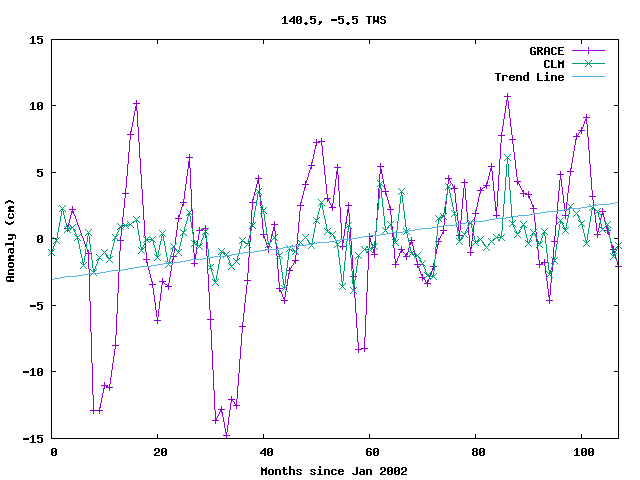 140.5, -5.5 TWS
GRACE
CLM
Trend Line
15
10
5
0
-5
-10
-15
Anomaly (cm)
0 20 40 60 80 100
Months since Jan 2002